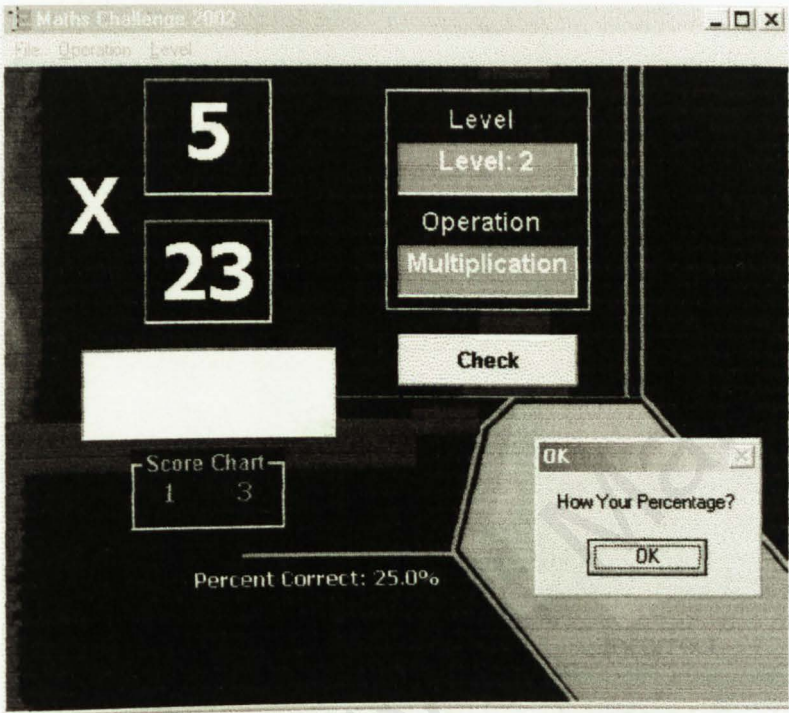 Maths Challenge 2002
File Operation Level
5
X
23
Level
Level: 2
Operation
Multiplication
Check
Score Chart
1 3
Percent Correct: 25.0%
OK
How Your Percentage?
OK